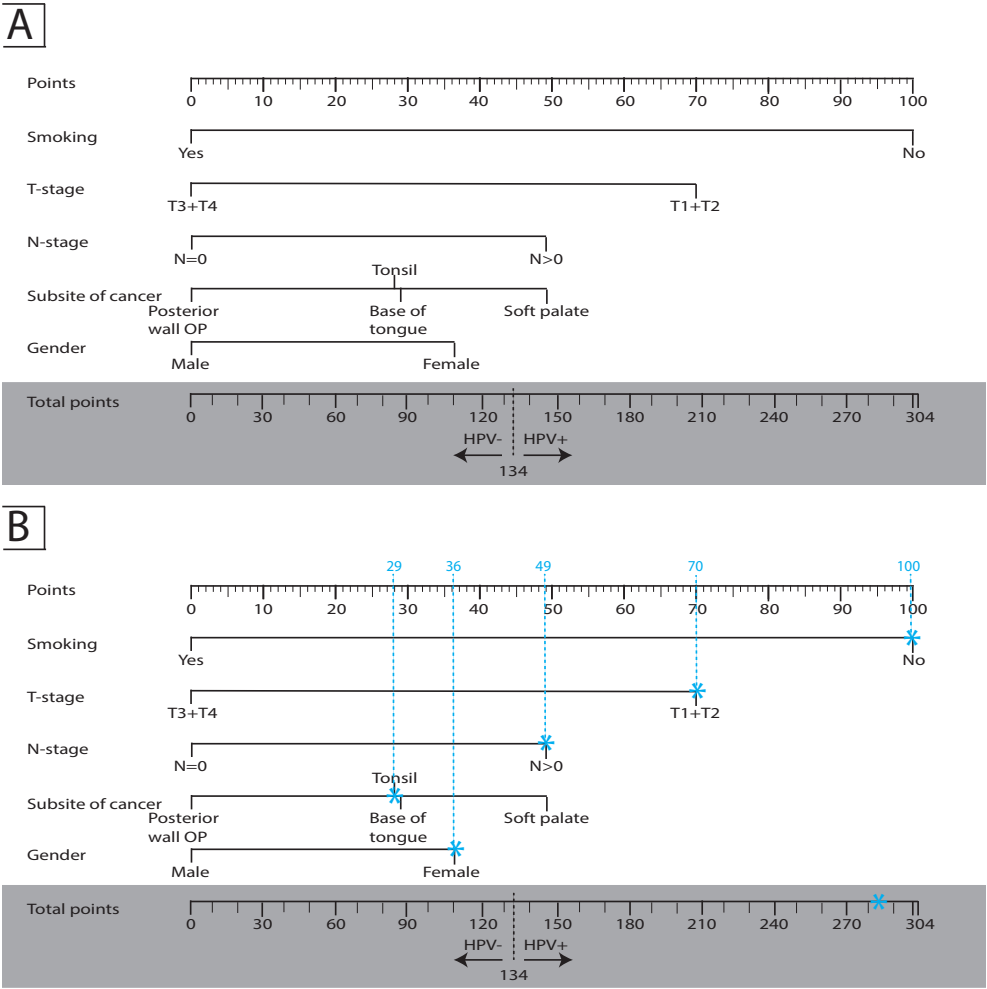 A
Points
0 10 20 30 40 50 60 70 80 90 100
Smoking
Yes No
T-stage
T3+T4 T1+T2
N-stage
N=0 N>0
Tonsil
Subsite of cancer
Posterior Base of Soft palate
wall OP tongue
Gender
Male Female
Total points
0 30 60 90 120 150 180 210 240 270 304
HPV- HPV+
134
B
29 36 49 70 100
Points
0 10 20 30 40 50 60 70 80 90 100
Smoking
Yes No
T-stage
T3+T4 T1+T2
N-stage
N=0 N>0
Tonsil
Subsite of cancer
Posterior Base of Soft palate
wall OP tongue
Gender
Male Female
Total points
0 30 60 90 120 150 180 210 240 270 304
HPV- HPV+
134